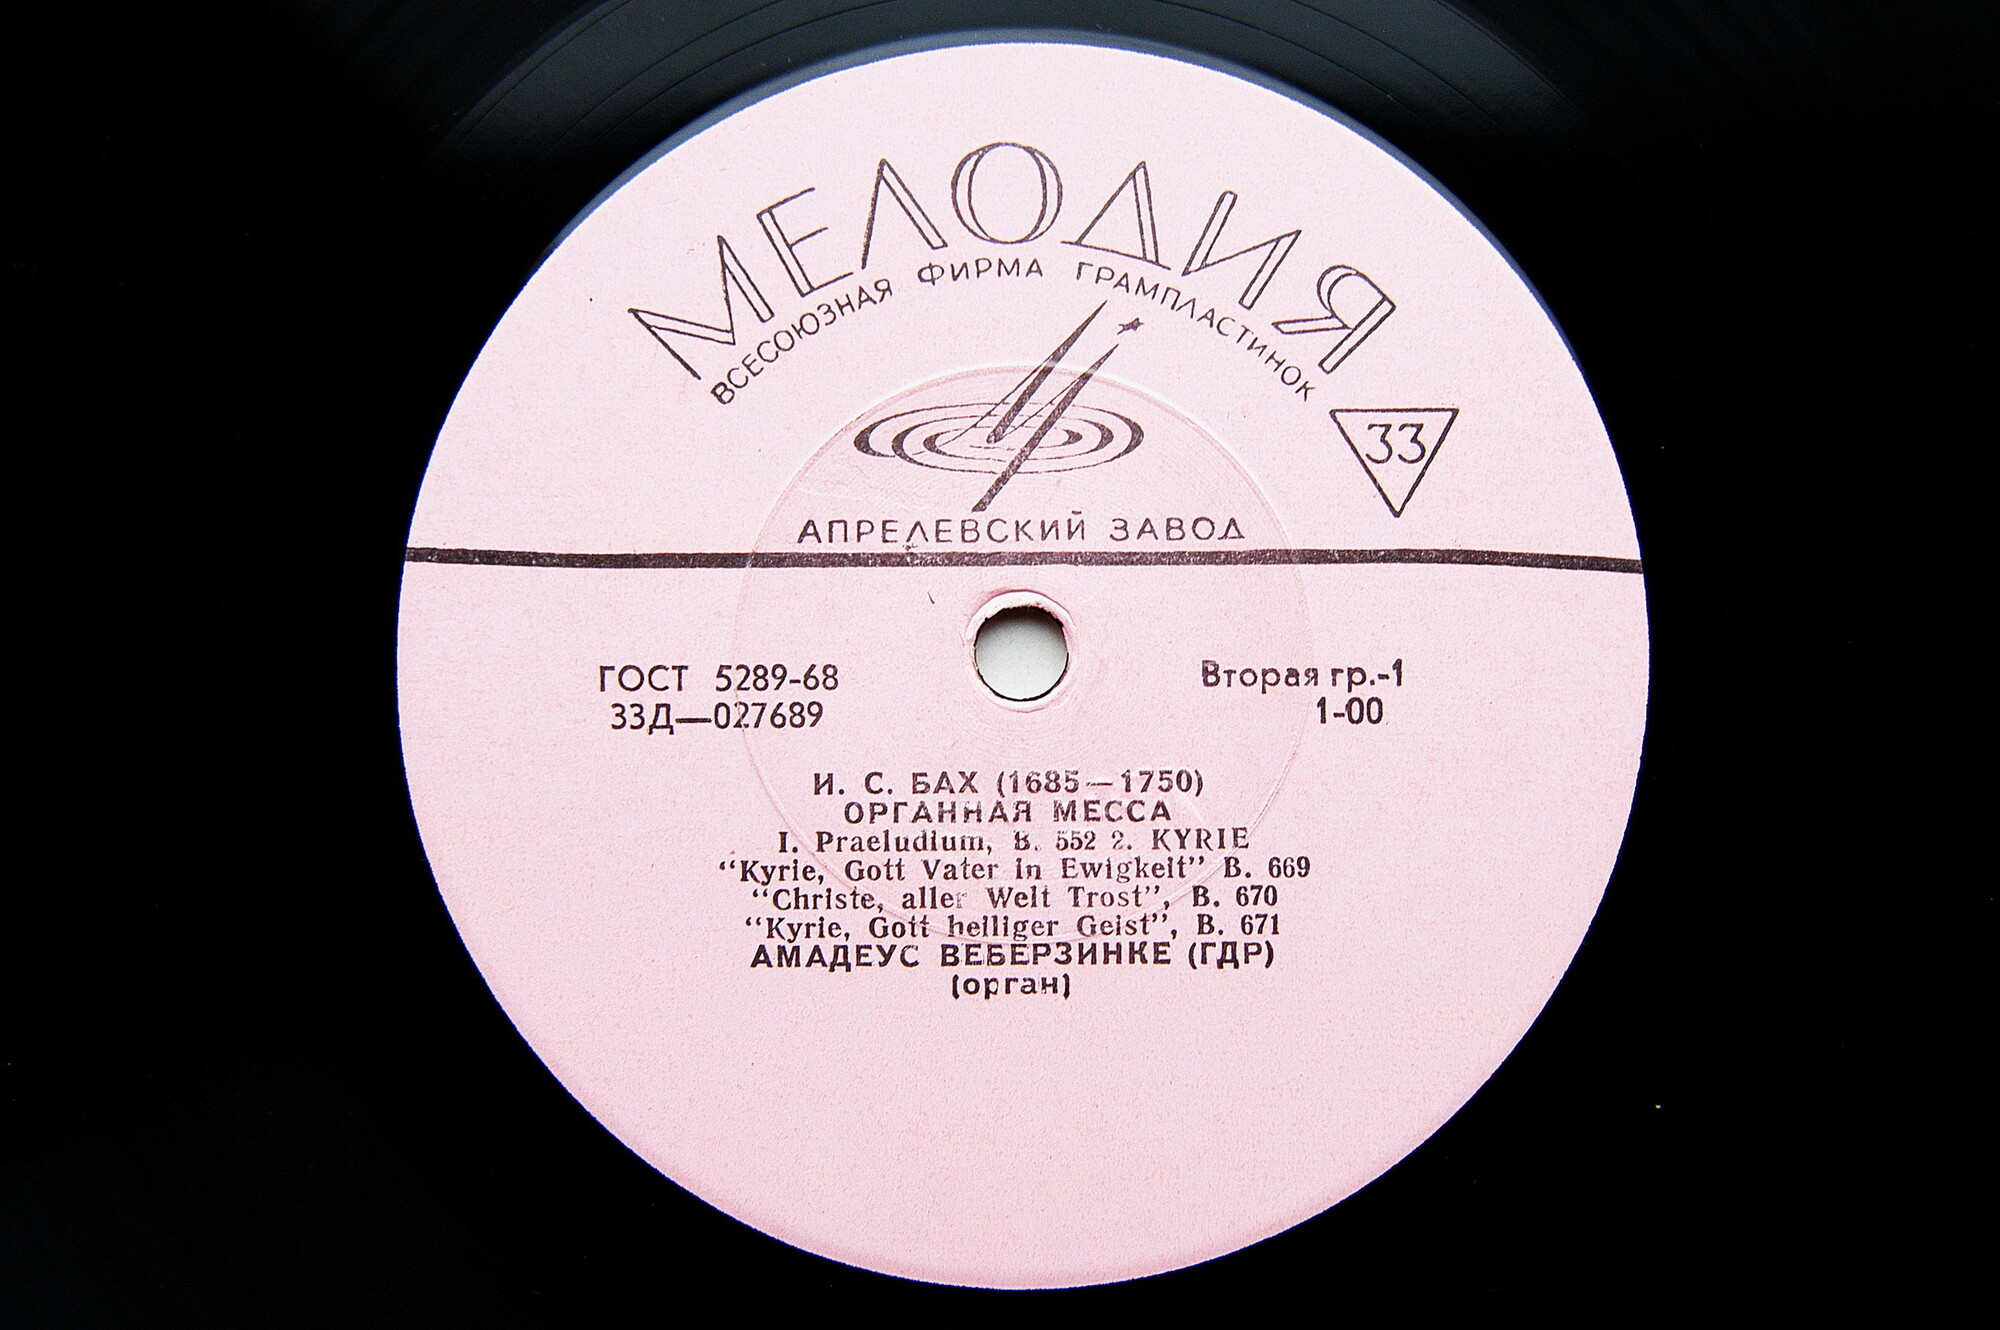 МЕЛОДИЯ
ВСЕСОЮЗНАЯ ФИРМА ГРАМПЛАСТИНОК
33
АПРЕЛЕВСКИЙ ЗАВОД
ГОСТ 5289-68
33Д—027689
Вторая гр.-1
1-00
И. С. БАХ (1685—1750)
ОРГАННАЯ МЕССА
I. Praeludium, B. 552 2. KYRIE
“Kyrie, Gott Vater in Ewigkeit” B. 669
“Christe, aller Welt Trost”, B. 670
“Kyrie, Gott heiliger Geist”, B. 671
АМАДЕУС ВЕБЕРЗИНКЕ (ГДР)
(орган)